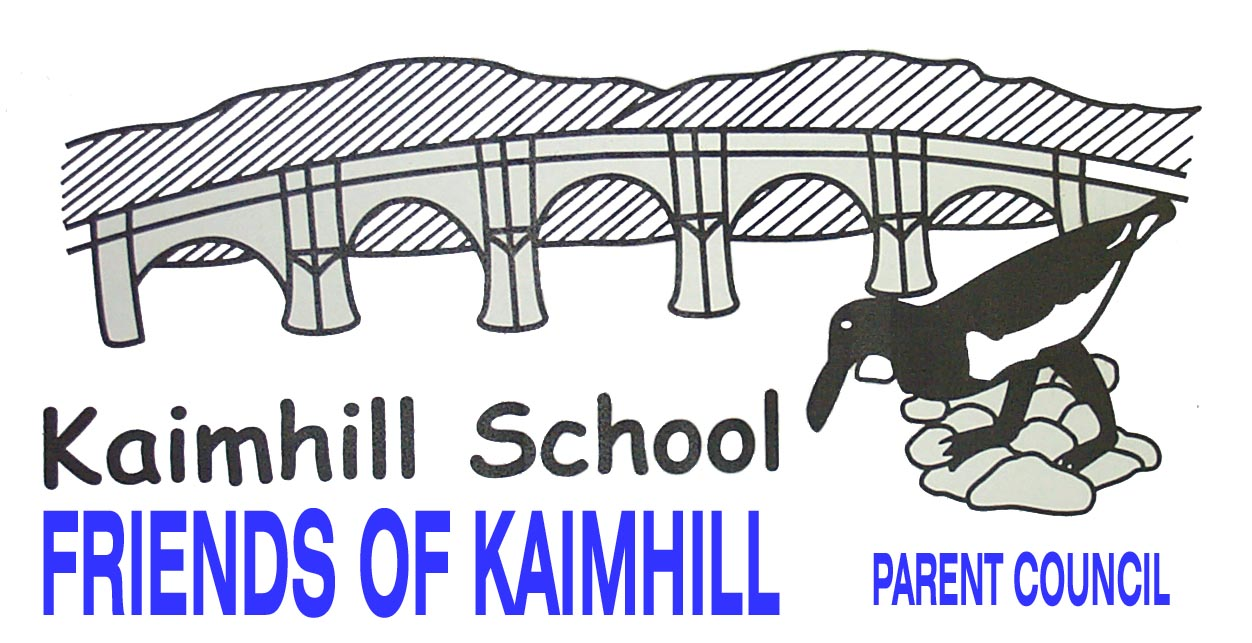 Kaimhill School
FRIENDS OF KAIMHILL
PARENT COUNCIL